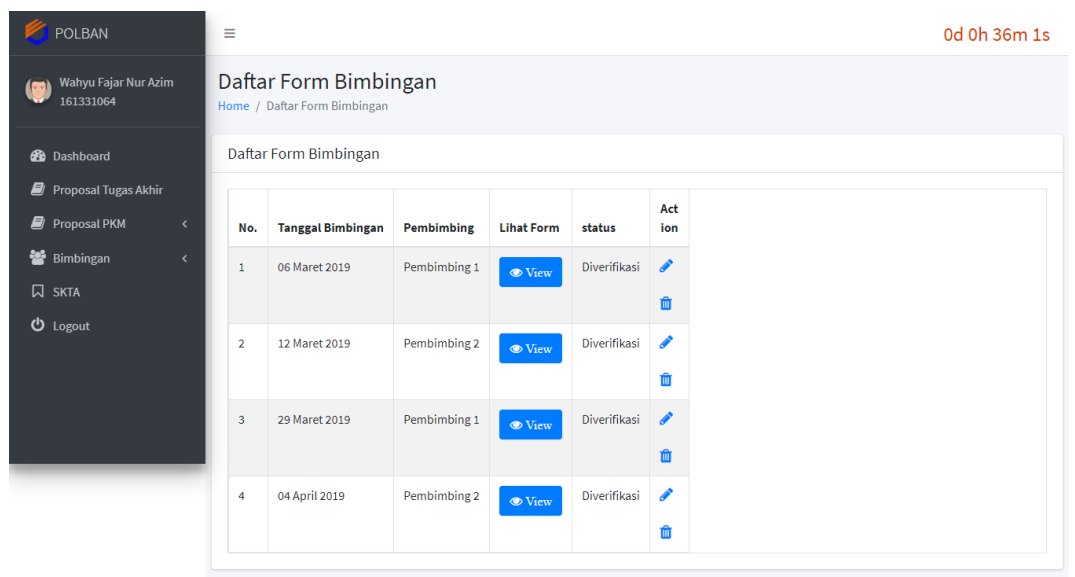 POLBAN
0d 0h 36m 1s
Wahyu Fajar Nur Azim
161331064
Dashboard
Proposal Tugas Akhir
Proposal PKM
Bimbingan
SKTA
Logout
Daftar Form Bimbingan
Home / Daftar Form Bimbingan
Daftar Form Bimbingan
No. Tanggal Bimbingan Pembimbing Lihat Form status Act
ion
1 06 Maret 2019 Pembimbing 1 View Diverifikasi
2 12 Maret 2019 Pembimbing 2 View Diverifikasi
3 29 Maret 2019 Pembimbing 1 View Diverifikasi
4 04 April 2019 Pembimbing 2 View Diverifikasi